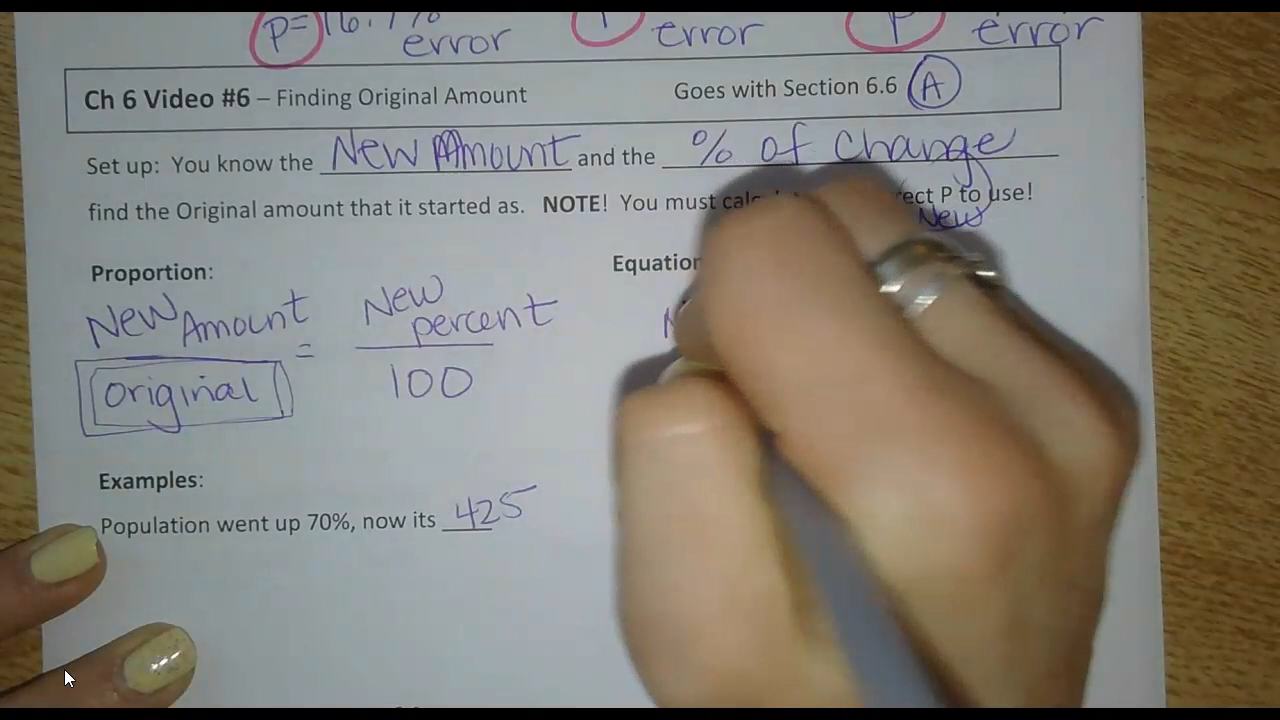 P= 16.7% error error P error
Ch 6 Video #6 – Finding Original Amount Goes with Section 6.6 A
Set up: You know the New Amount and the % of change
find the Original amount that it started as. NOTE! You must P to use!
New
Proportion: Equation
New Amount = New percent
original 100
Examples:
Population went up 70%, now its 425